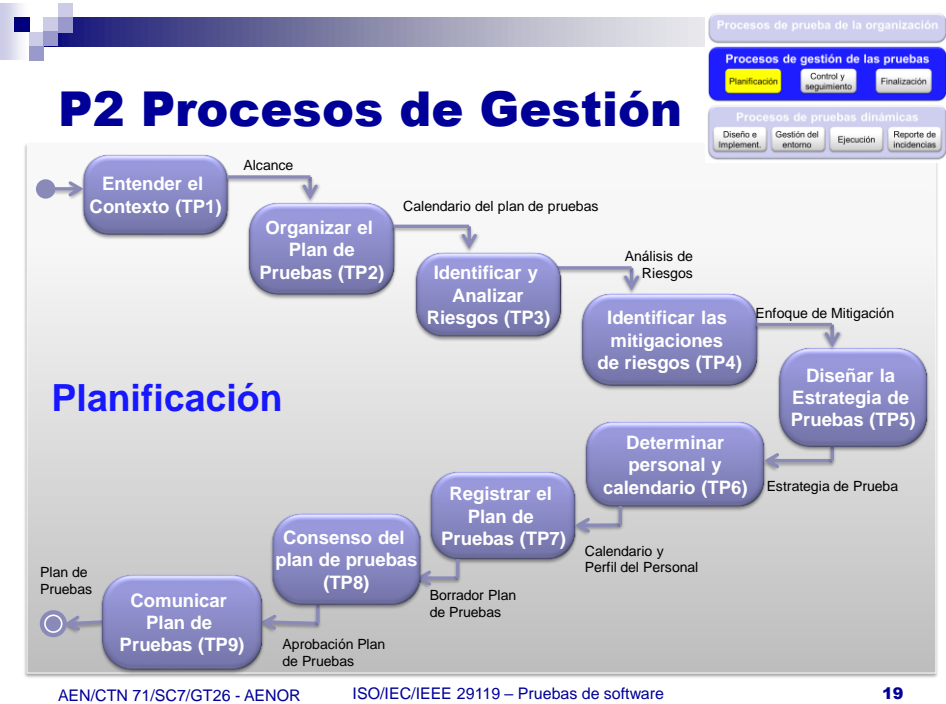 Procesos de prueba de la organización
Procesos de gestión de las pruebas
Planificación
Control y
seguimiento
Finalización
Procesos de pruebas dinámicas
Diseño e
Implement.
Gestión del
entorno
Ejecución
Reporte de
incidencias
P2 Procesos de Gestión
Entender el
Contexto (TP1)
Alcance
Organizar el
Plan de
Pruebas (TP2)
Calendario del plan de pruebas
Identificar y
Analizar
Riesgos (TP3)
Análisis de
Riesgos
Identificar las
mitigaciones
de riesgos (TP4)
Enfoque de Mitigación
Diseñar la
Estrategia de
Pruebas (TP5)
Planificación
Estrategia de Prueba
Determinar
personal y
calendario (TP6)
Calendario y
Perfil del Personal
Registrar el
Plan de
Pruebas (TP7)
Borrador Plan
de Pruebas
Consenso del
plan de pruebas
(TP8)
Aprobación Plan
de Pruebas
Comunicar
Plan de
Pruebas (TP9)
Plan de
Pruebas
AEN/CTN 71/SC7/GT26 - AENOR
ISO/IEC/IEEE 29119 – Pruebas de software
19